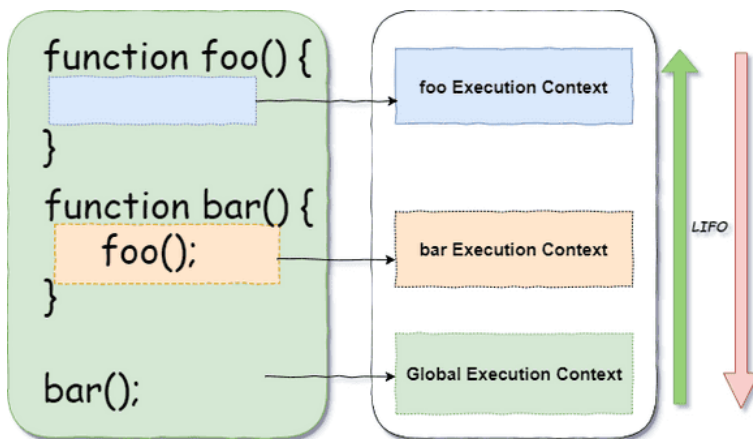 function foo() {
}
function bar() {
foo();
}
bar();
foo Execution Context
bar Execution Context
Global Execution Context
LIFO